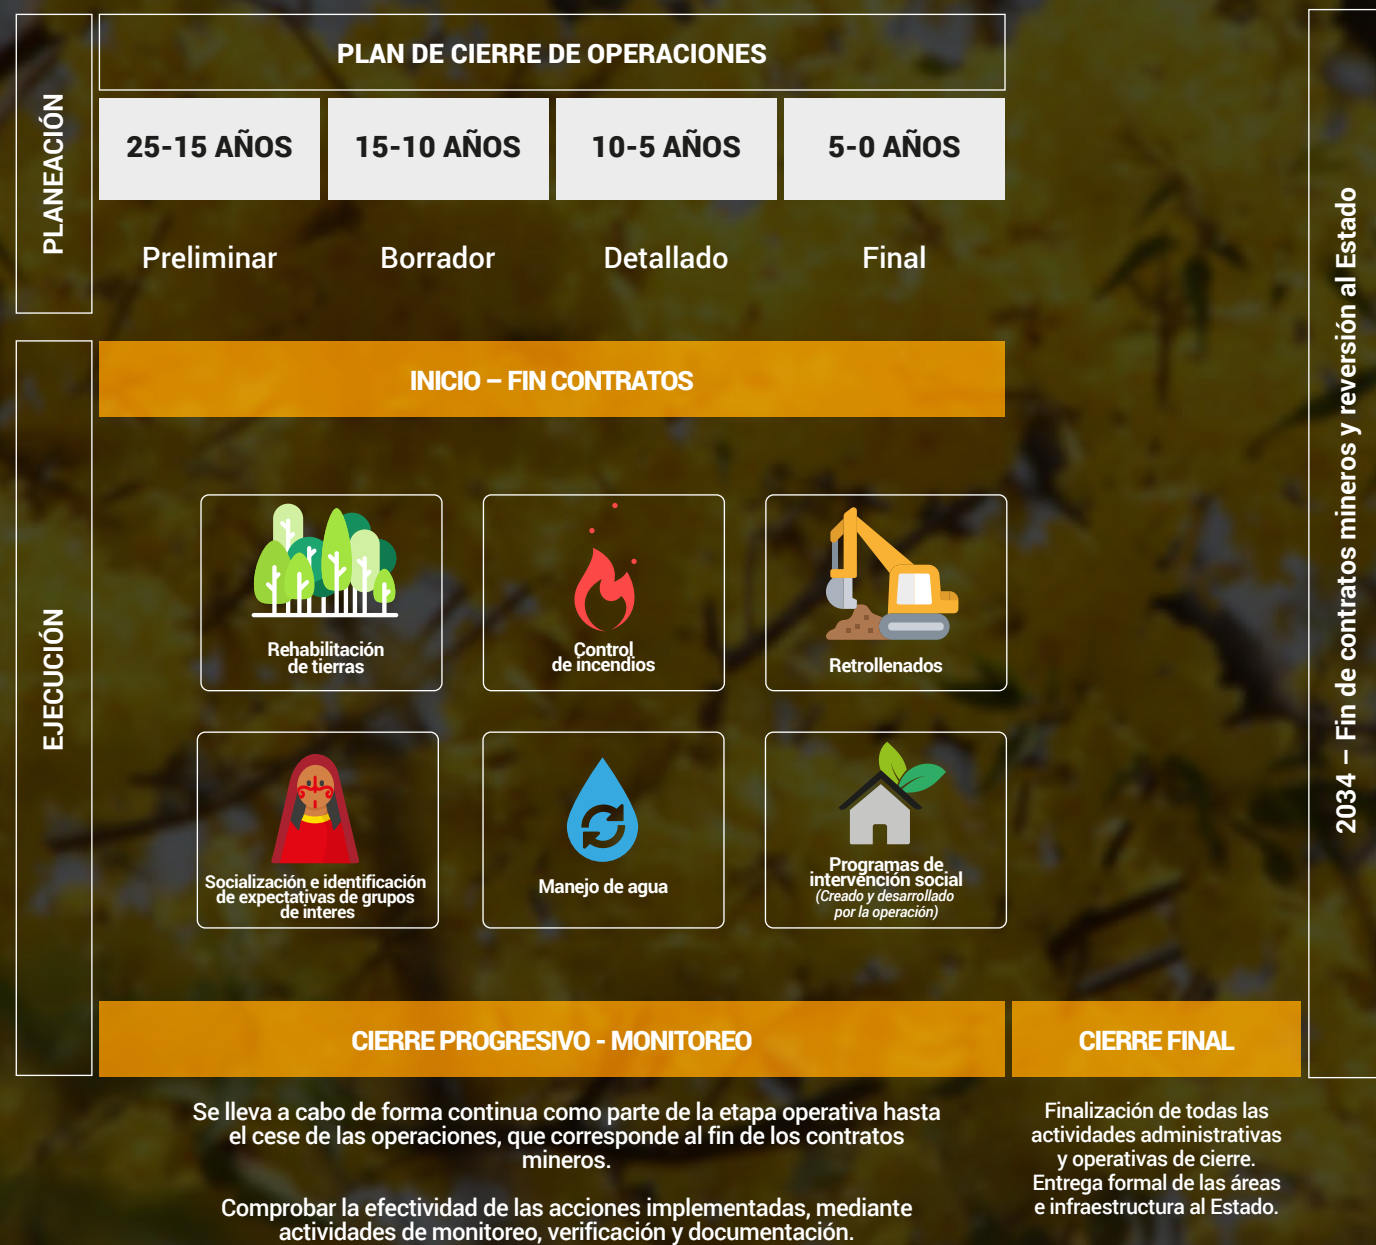 PLANEACIÓN
PLAN DE CIERRE DE OPERACIONES
25-15 AÑOS
15-10 AÑOS
10-5 AÑOS
5-0 AÑOS
Preliminar
Borrador
Detallado
Final
EJECUCIÓN
INICIO – FIN CONTRATOS
Rehabilitación
de tierras
Control
de incendios
Retrollenados
Socialización e identificación
de expectativas de grupos
de interes
Manejo de agua
Programas de
intervención social
(Creado y desarrollado
por la operación)
CIERRE PROGRESIVO - MONITOREO
Se lleva a cabo de forma continua como parte de la etapa operativa hasta
el cese de las operaciones, que corresponde al fin de los contratos
mineros.
Comprobar la efectividad de las acciones implementadas, mediante
actividades de monitoreo, verificación y documentación.
CIERRE FINAL
Finalización de todas las
actividades administrativas
y operativas de cierre.
Entrega formal de las áreas
e infraestructura al Estado.
2034 – Fin de contratos mineros y reversión al Estado